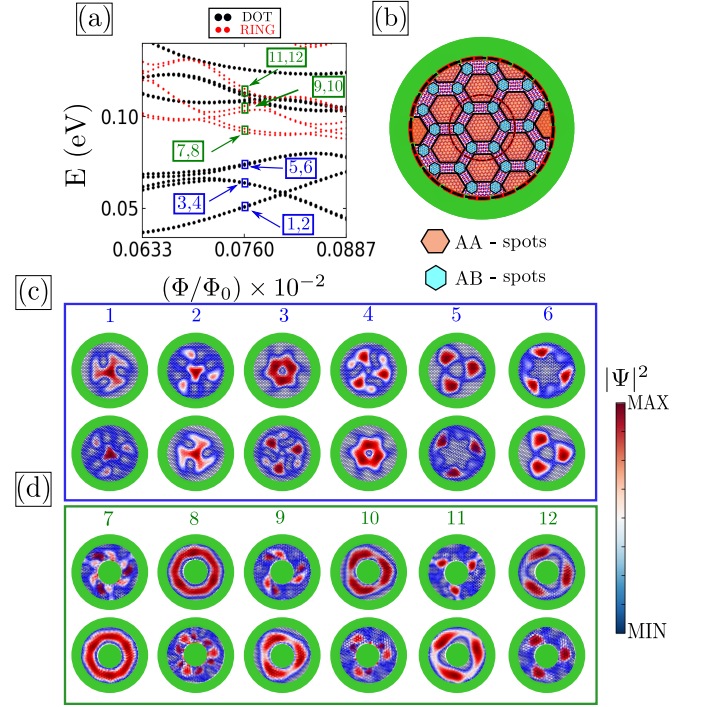 (a)
DOT
RING
E (eV)
0.10
0.05
11,12
9,10
7,8
5,6
3,4
1,2
0.0633 0.0760 0.0887
(Φ/Φ₀) × 10⁻²
(b)
AA - spots
AB - spots
(c)
1 2 3 4 5 6
(d)
7 8 9 10 11 12
|Ψ|²
MAX
MIN